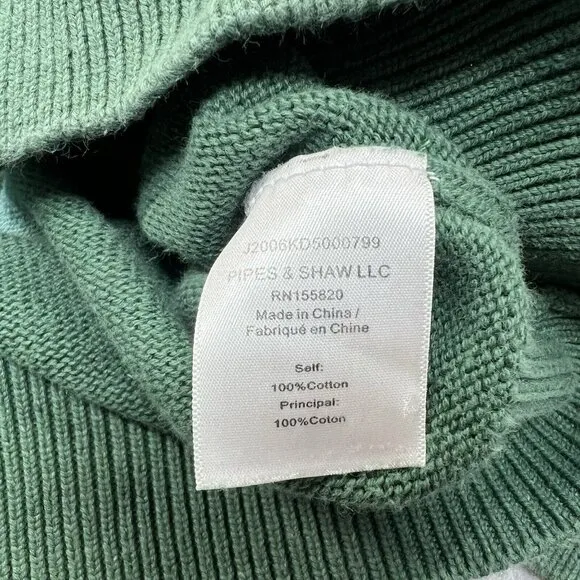 J2006KD5000799
PIPES & SHAW LLC
RN155820
Made in China /
Fabriqué en Chine
Self:
100%Cotton
Principal:
100%Coton